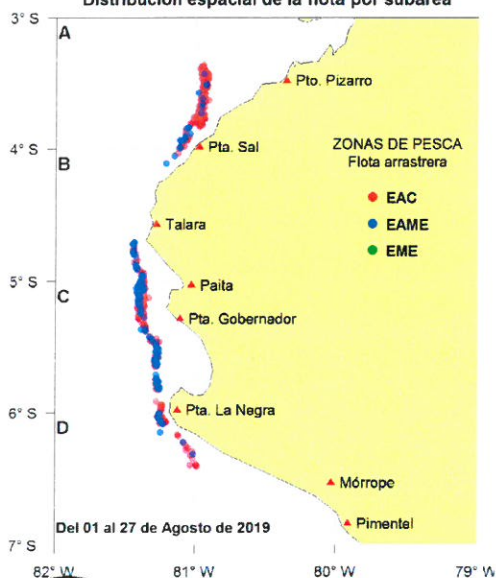 Distribución espacial de la flota por subárea
3° S
A
Pto. Pizarro
ZONAS DE PESCA
Flota arrastrera
4° S
Pta. Sal
B
EAC
Talara
EAME
EME
5° S
C
Paita
Pta. Gobernador
6° S
Pta. La Negra
D
Mórrope
Del 01 al 27 de Agosto de 2019
Pimentel
7° S
82° W
81° W
80° W
79° W